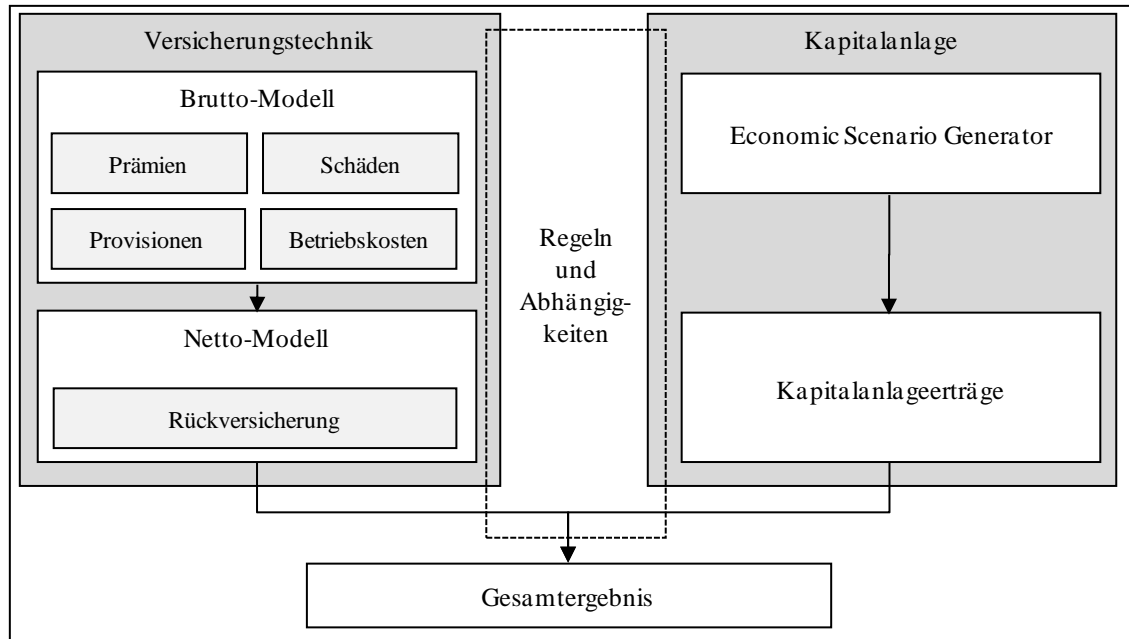 Versicherungstechnik
Brutto-Modell
Prämien
Schäden
Provisionen
Betriebskosten
Netto-Modell
Rückversicherung
Regeln
und
Abhängig-
keiten
Kapitalanlage
Economic Scenario Generator
Kapitalanlageerträge
Gesamtergebnis